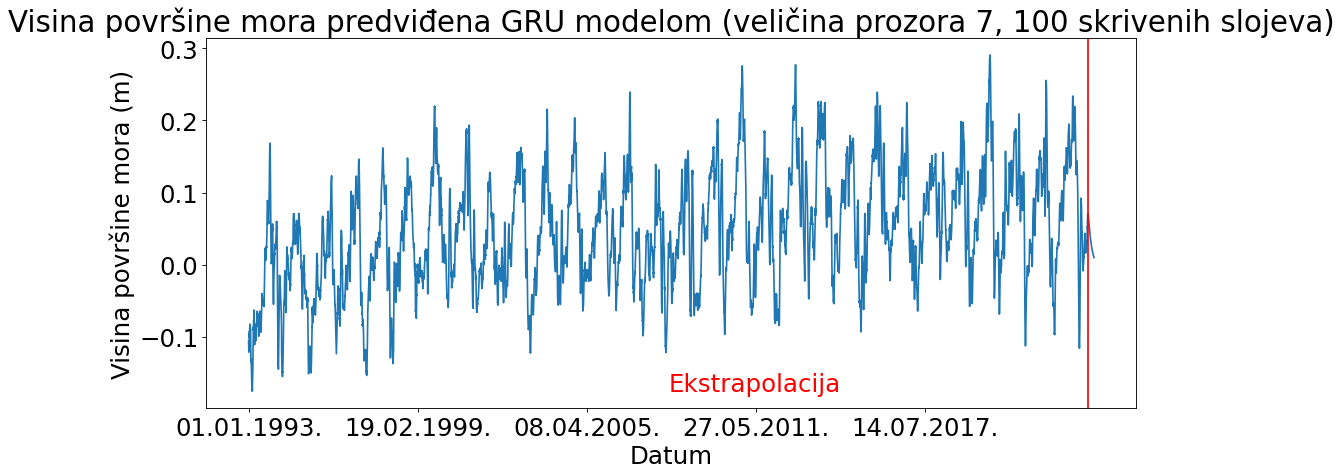 Visina površine mora predviđena GRU modelom (veličina prozora 7, 100 skrivenih slojeva)
Visina površine mora (m)
0.3
0.2
0.1
0.0
−0.1
Ekstrapolacija
01.01.1993. 19.02.1999. 08.04.2005. 27.05.2011. 14.07.2017.
Datum